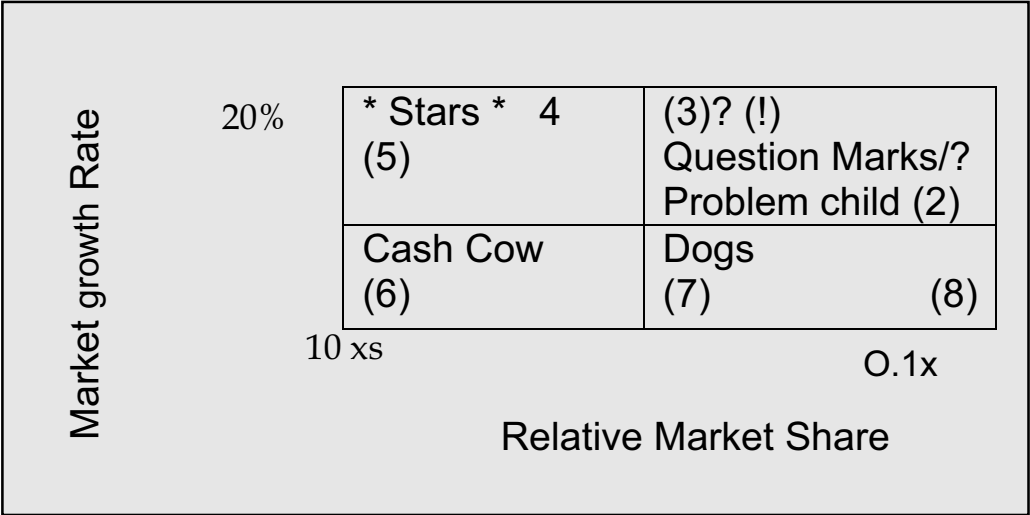 Market growth Rate
20%
* Stars * 4
(5)
(3)? (!)
Question Marks/?
Problem child (2)
Cash Cow
(6)
Dogs
(7) (8)
10 xs
O.1x
Relative Market Share